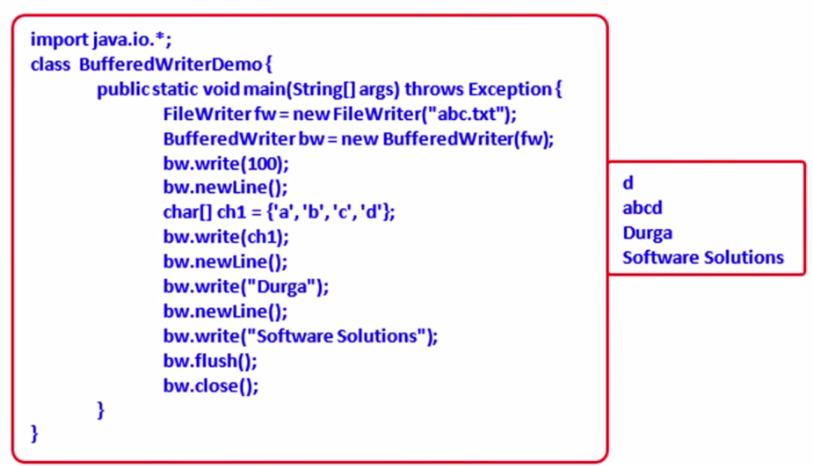 import java.io.*;
class BufferedWriterDemo {
public static void main(String[] args) throws Exception {
FileWriter fw = new FileWriter("abc.txt");
BufferedWriter bw = new BufferedWriter(fw);
bw.write(100);
bw.newLine();
char[] ch1 = {'a', 'b', 'c', 'd'};
bw.write(ch1);
bw.newLine();
bw.write("Durga");
bw.newLine();
bw.write("Software Solutions");
bw.flush();
bw.close();
}
}
d
abcd
Durga
Software Solutions